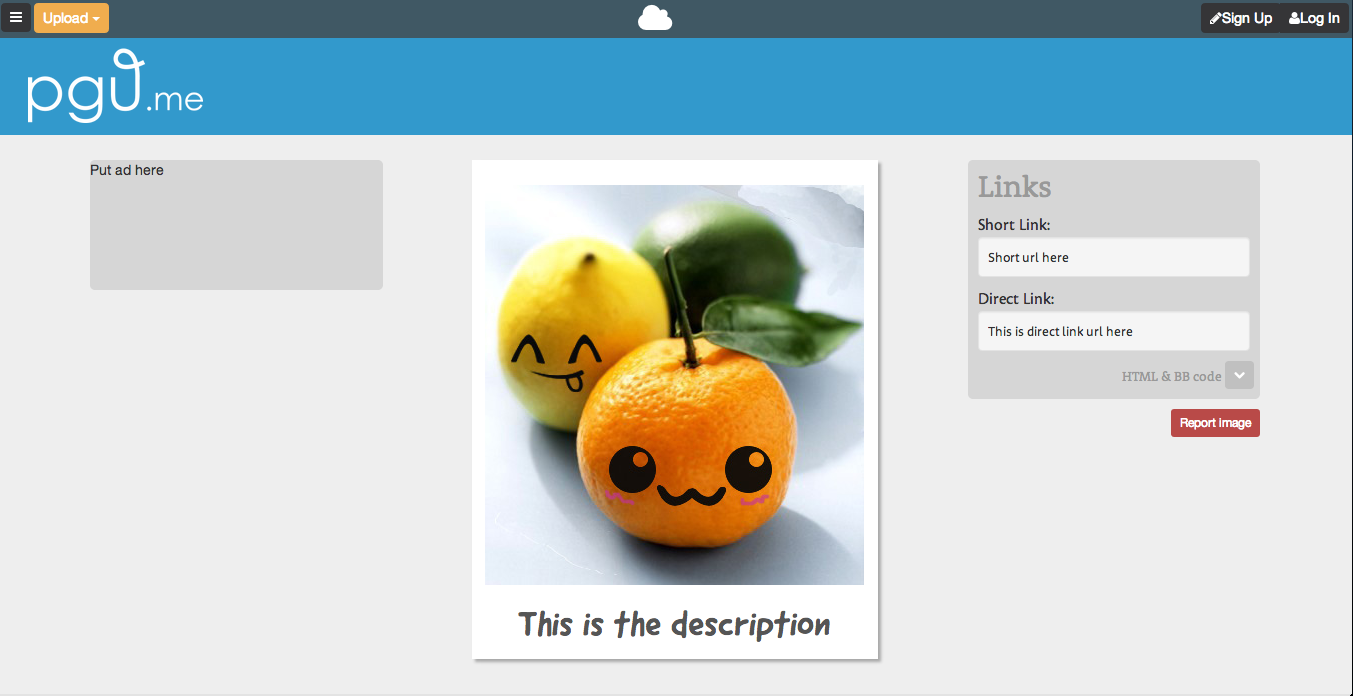 Upload
Sign Up
Log In
pgu.me
Put ad here
This is the description
Links
Short Link:
Short url here
Direct Link:
This is direct link url here
HTML & BB code
Report Image